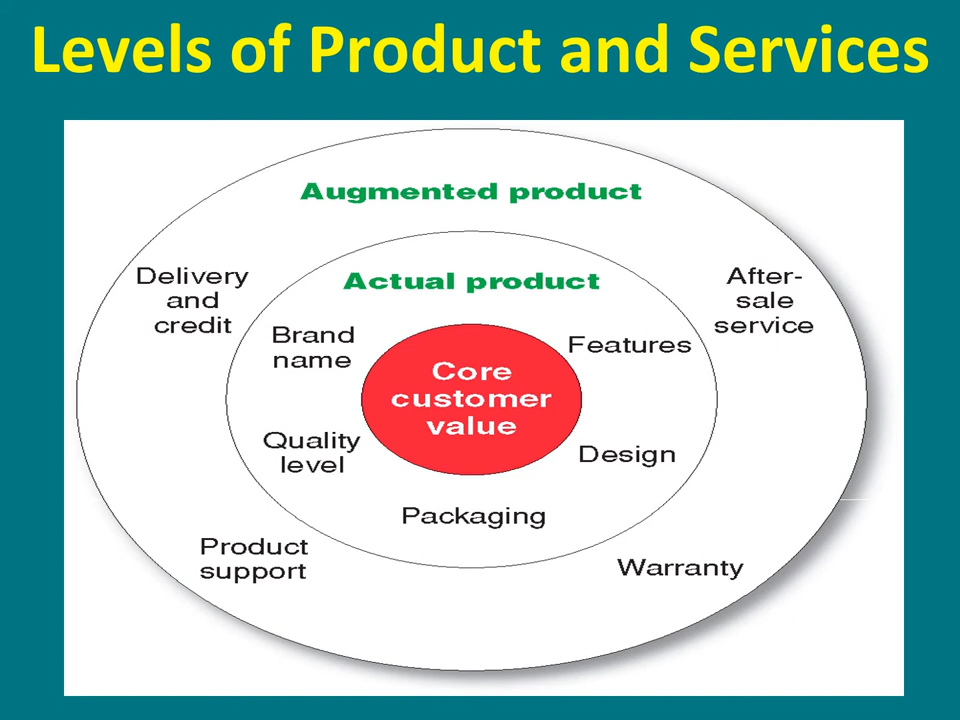 Levels of Product and Services
Augmented product
Delivery
and
credit
After-
sale
service
Actual product
Brand
name
Features
Core
customer
value
Quality
level
Design
Packaging
Product
support
Warranty